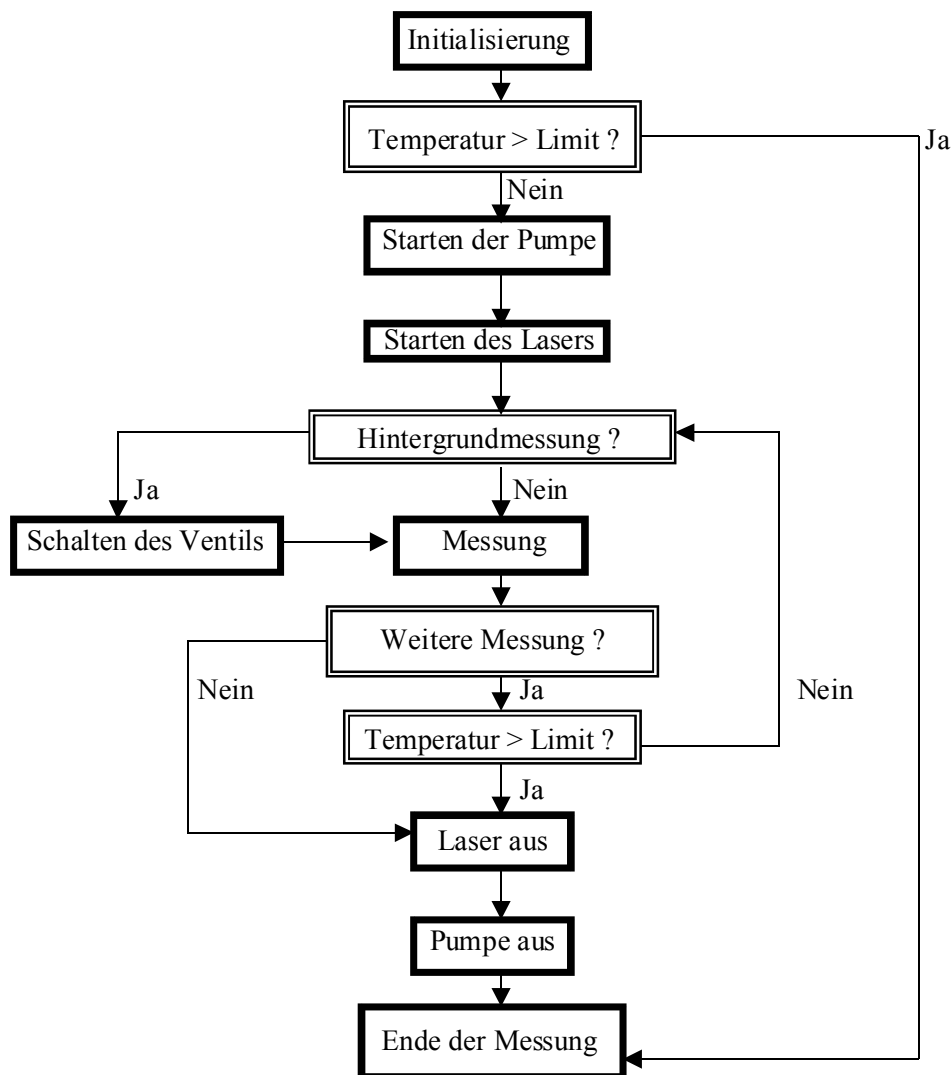 Initialisierung
Temperatur > Limit ?
Ja
Nein
Starten der Pumpe
Starten des Lasers
Hintergrundmessung ?
Ja
Nein
Schalten des Ventils
Messung
Weitere Messung ?
Nein
Ja
Nein
Temperatur > Limit ?
Ja
Laser aus
Pumpe aus
Ende der Messung